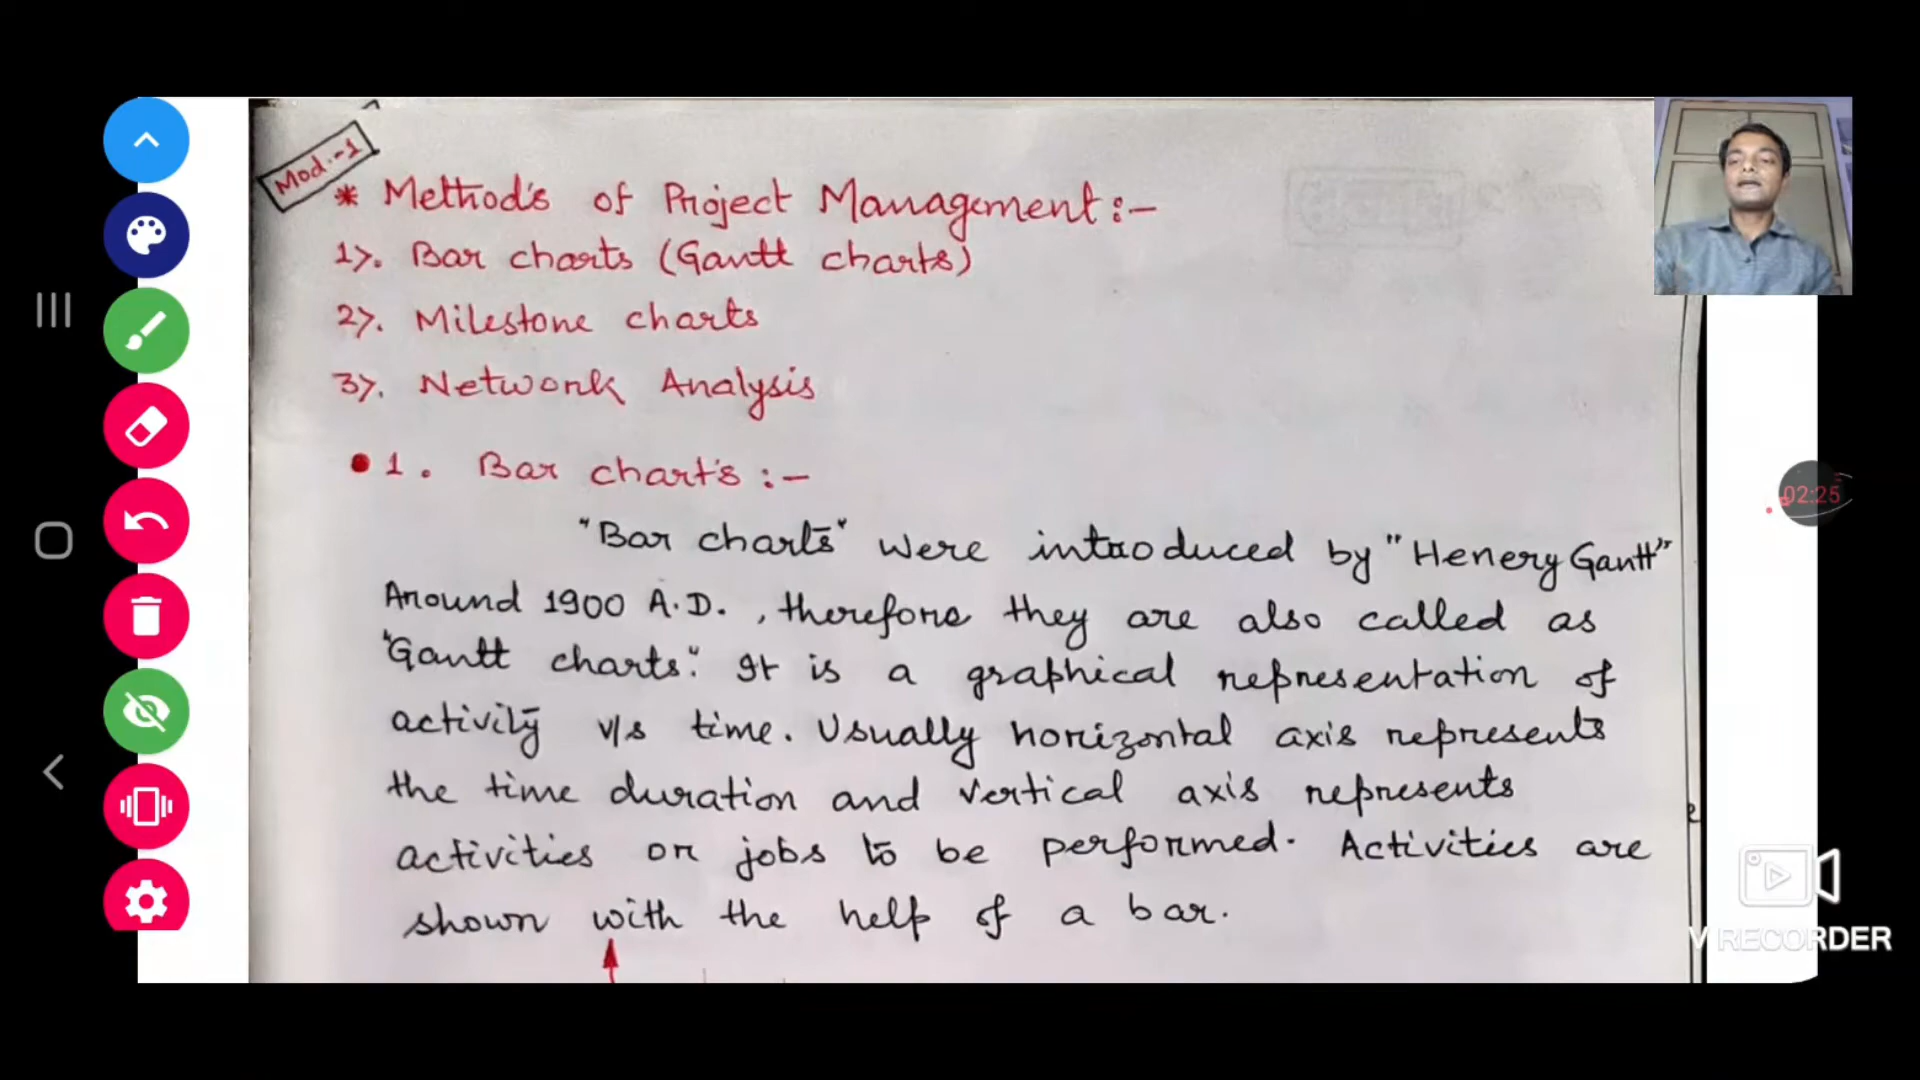 Mod.-1
* Method's of Project Management:-
1>. Bar charts (Gantt charts)
2>. Milestone charts
3>. Network Analysis
• 1. Bar chart's :-
"Bar charts" were introduced by "Henery Gantt"
Around 1900 A.D. , therefore they are also called as
"Gantt charts". It is a graphical representation of
activity v/s time. Usually horizontal axis represents
the time duration and vertical axis represents
activities or jobs to be performed. Activities are
shown with the help of a bar.
02:25
V RECORDER